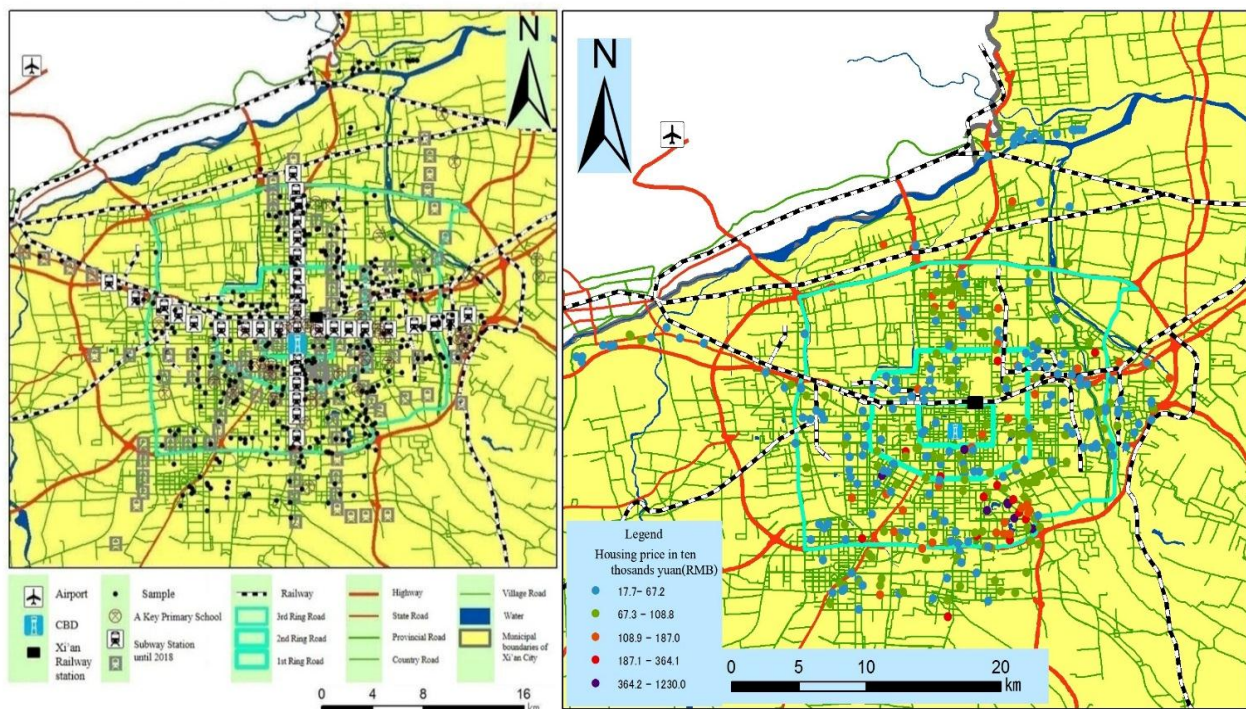 N
Airport
CBD
Xi'an
Railway
station
Sample
A Key Primary School
Subway Station
until 2018
Railway
3rd Ring Road
2nd Ring Road
1st Ring Road
Highway
State Road
Provincial Road
Country Road
Village Road
Water
Municipal
boundaries of
Xi'an City
0 4 8 16
km
N
Legend
Housing price in ten
thosands yuan(RMB)
17.7- 67.2
67.3 - 108.8
108.9 - 187.0
187.1 - 364.1
364.2 - 1230.0
0 5 10 20
km